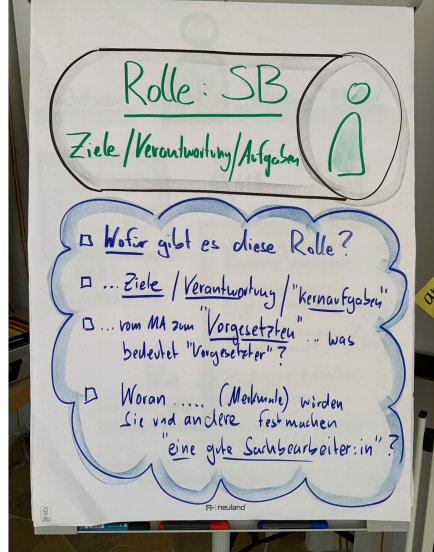 Rolle: SB
Ziele/Verantwortung/Aufgaben
Wofür gibt es diese Rolle?
... Ziele / Verantwortung / "Kernaufgaben"
... vom MA zum "Vorgesetzten" ... was
bedeutet "Vorgesetzter"?
Woran ..... (Merkmale) würden
Sie und andere festmachen
"eine gute Sachbearbeiter:in"?
neuland